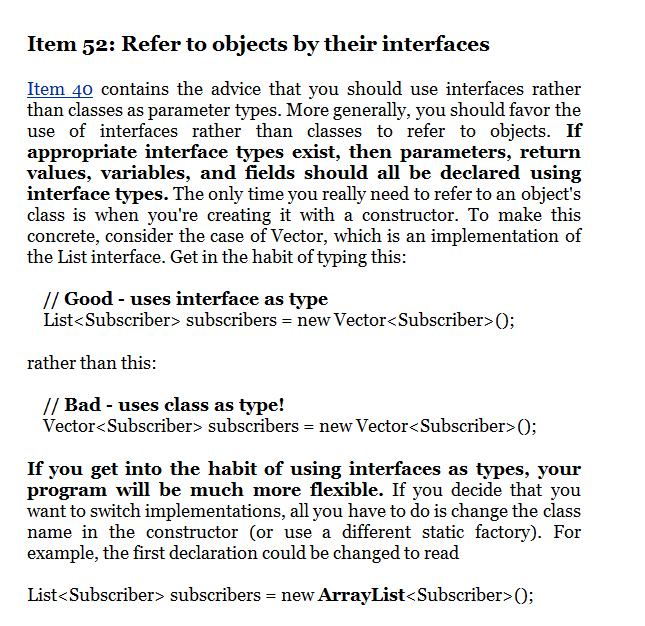 Item 52: Refer to objects by their interfaces
Item 40 contains the advice that you should use interfaces rather
than classes as parameter types. More generally, you should favor the
use of interfaces rather than classes to refer to objects. If
appropriate interface types exist, then parameters, return
values, variables, and fields should all be declared using
interface types. The only time you really need to refer to an object's
class is when you're creating it with a constructor. To make this
concrete, consider the case of Vector, which is an implementation of
the List interface. Get in the habit of typing this:
// Good - uses interface as type
List<Subscriber> subscribers = new Vector<Subscriber>();
rather than this:
// Bad - uses class as type!
Vector<Subscriber> subscribers = new Vector<Subscriber>();
If you get into the habit of using interfaces as types, your
program will be much more flexible. If you decide that you
want to switch implementations, all you have to do is change the class
name in the constructor (or use a different static factory). For
example, the first declaration could be changed to read
List<Subscriber> subscribers = new ArrayList<Subscriber>();